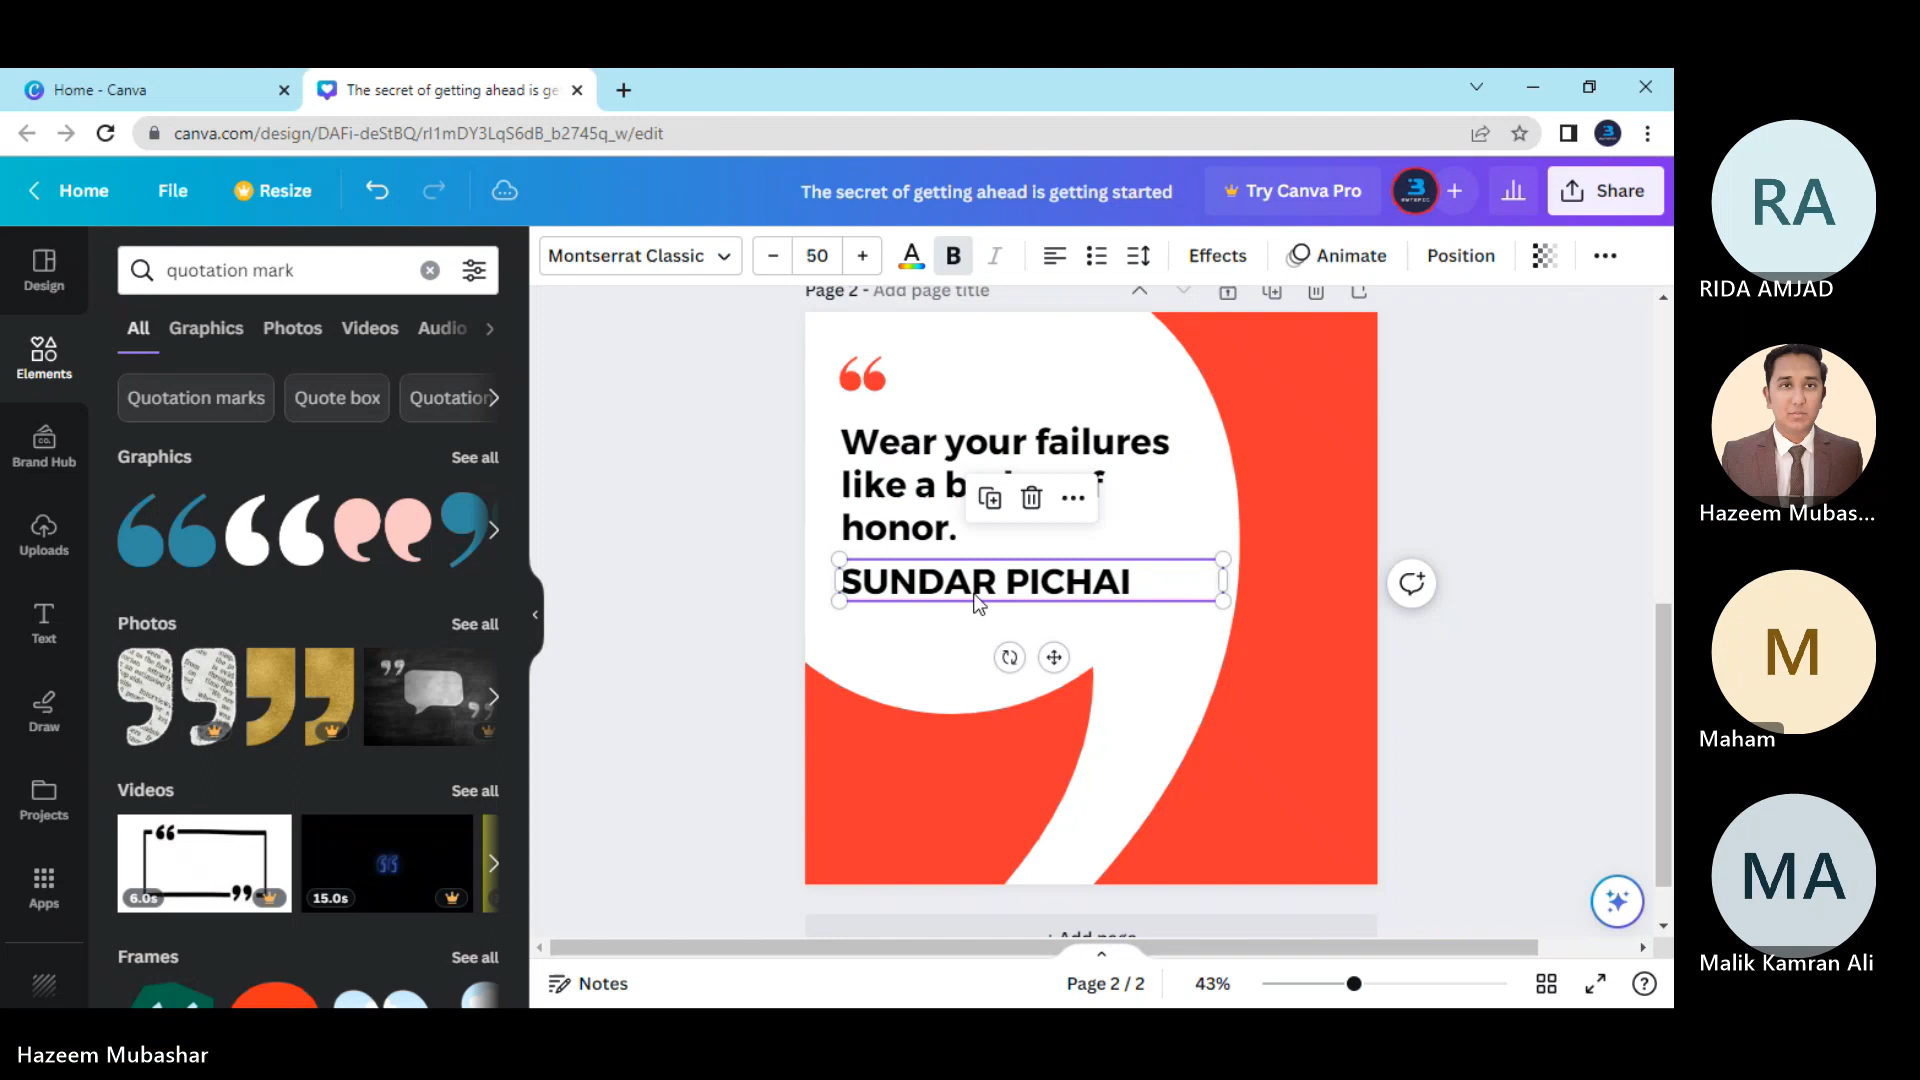 Home - Canva
The secret of getting ahead is ge
canva.com/design/DAFi-deStBQ/rI1mDY3LqS6dB_b2745q_w/edit
Home
File
Resize
The secret of getting ahead is getting started
Try Canva Pro
Share
Design
Elements
Brand Hub
Uploads
Text
Draw
Projects
Apps
quotation mark
All
Graphics
Photos
Videos
Audio
Quotation marks
Quote box
Quotation
Graphics
See all
Photos
See all
Videos
See all
6.0s
15.0s
Frames
See all
Montserrat Classic
50
B
Effects
Animate
Position
Page 2 - Add page title
Wear your failures
like a b
honor.
SUNDAR PICHAI
+ Add page
Notes
Page 2 / 2
43%
RA
RIDA AMJAD
Hazeem Mubas...
M
Maham
MA
Malik Kamran Ali
Hazeem Mubashar